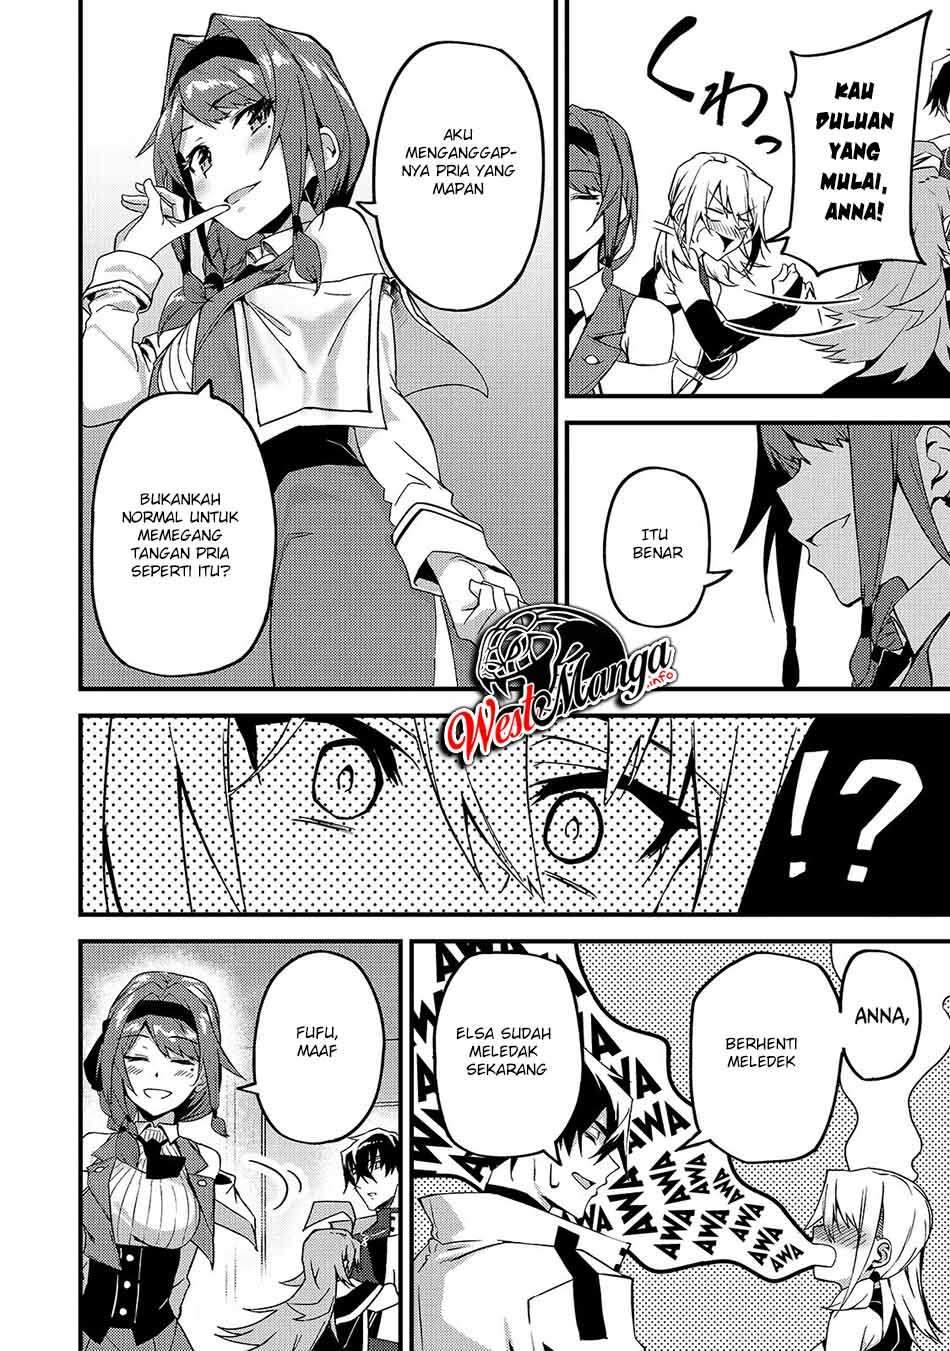 KAU
DULUAN
YANG
MULAI,
ANNA!
くわっ
ITU
BENAR
AKU
MENGANGGAP-
NYA PRIA YANG
MAPAN
BUKANKAH
NORMAL UNTUK
MEMEGANG
TANGAN PRIA
SEPERTI ITU?
WestManga
.info
!?
ANNA,
BERHENTI
MELEDEK
ELSA SUDAH
MELEDAK
SEKARANG
AWA AWA AWA AWA AWA AWA AWA
FUFU,
MAAF